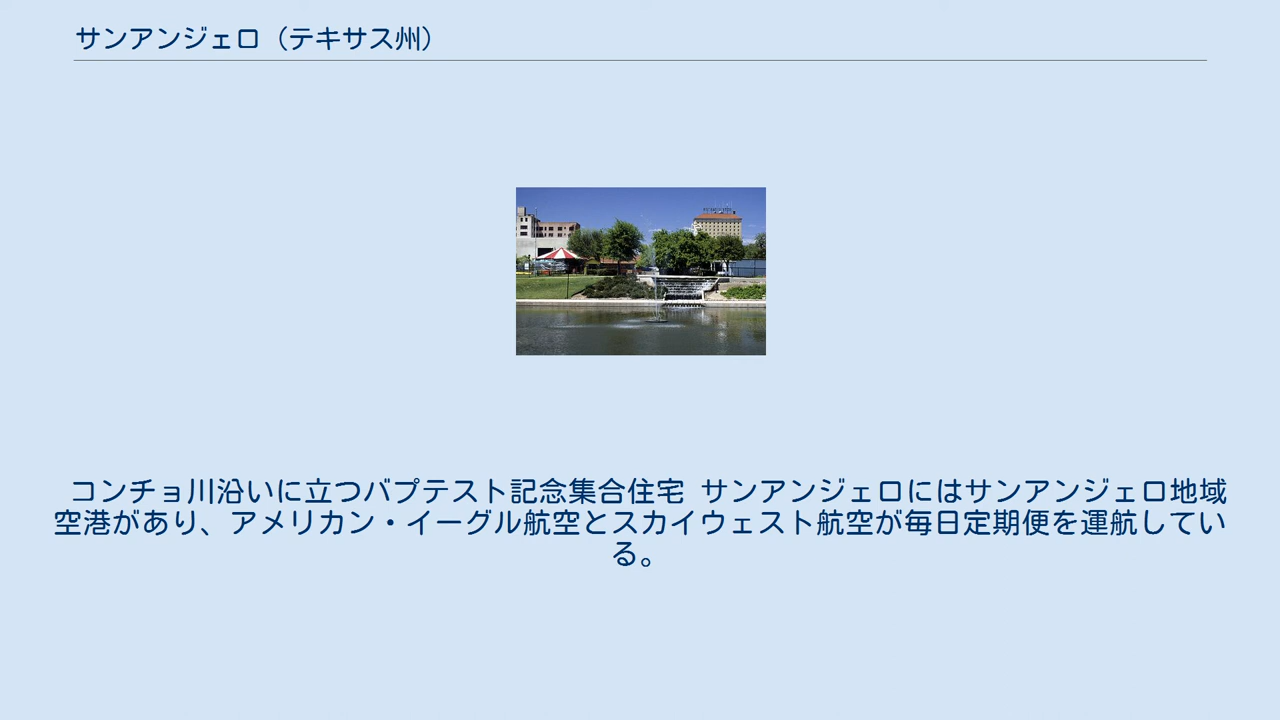 サンアンジェロ（テキサス州）
コンチョ川沿いに立つバプテスト記念集合住宅 サンアンジェロにはサンアンジェロ地域
空港があり、アメリカン・イーグル航空とスカイウェスト航空が毎日定期便を運航してい
る。